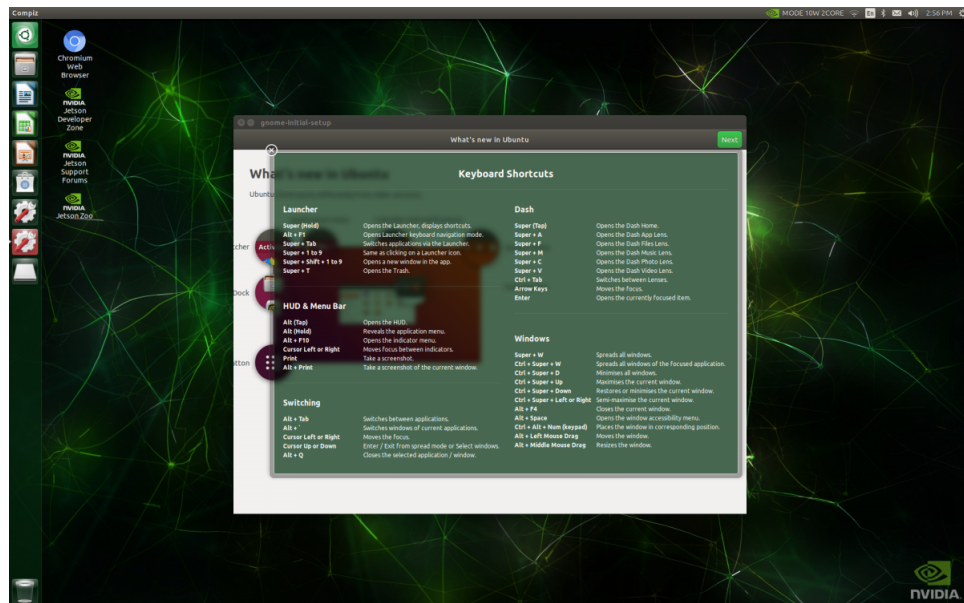 Compiz
MODE 10W 2CORE
En
2:56 PM
Chromium
Web
Browser
NVIDIA
Jetson
Developer
Zone
NVIDIA
Jetson
Support
Forums
NVIDIA
Jetson Zoo
gnome-initial-setup
What's new in Ubuntu
Next
What's new in Ubuntu
Ubuntu
Dock
Keyboard Shortcuts
Launcher
Super (Hold) Opens the Launcher, displays shortcuts.
Alt + F1 Opens Launcher keyboard navigation mode.
Super + Tab Switches applications via the Launcher.
Super + 1 to 9 Same as clicking on a Launcher icon.
Super + Shift + 1 to 9 Opens a new window in the app.
Super + T Opens the Trash.
HUD & Menu Bar
Alt (Tap) Opens the HUD.
Alt (Hold) Reveals the application menu.
Alt + F10 Opens the indicator menu.
Cursor Left or Right Moves focus between indicators.
Print Take a screenshot.
Alt + Print Take a screenshot of the current window.
Switching
Alt + Tab Switches between applications.
Alt + ` Switches windows of current applications.
Cursor Left or Right Moves the focus.
Cursor Up or Down Enter / Exit from spread mode or Select windows.
Alt + Q Closes the selected application / window.
Dash
Super (Tap) Opens the Dash Home.
Super + A Opens the Dash App Lens.
Super + F Opens the Dash Files Lens.
Super + M Opens the Dash Music Lens.
Super + C Opens the Dash Photo Lens.
Super + V Opens the Dash Video Lens.
Ctrl + Tab Switches between Lenses.
Arrow Keys Moves the focus.
Enter Opens the currently focused item.
Windows
Super + W Spreads all windows.
Ctrl + Super + W Spreads all windows of the focused application.
Ctrl + Super + D Minimises all windows.
Ctrl + Super + Up Maximises the current window.
Ctrl + Super + Down Restores or minimises the current window.
Ctrl + Super + Left or Right Semi-maximise the current window.
Alt + F4 Closes the current window.
Alt + Space Opens the window accessibility menu.
Ctrl + Alt + Num (keypad) Places the window in corresponding position.
Alt + Left Mouse Drag Moves the window.
Alt + Middle Mouse Drag Resizes the window.
NVIDIA.